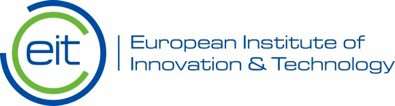 eit
European Institute of
Innovation & Technology